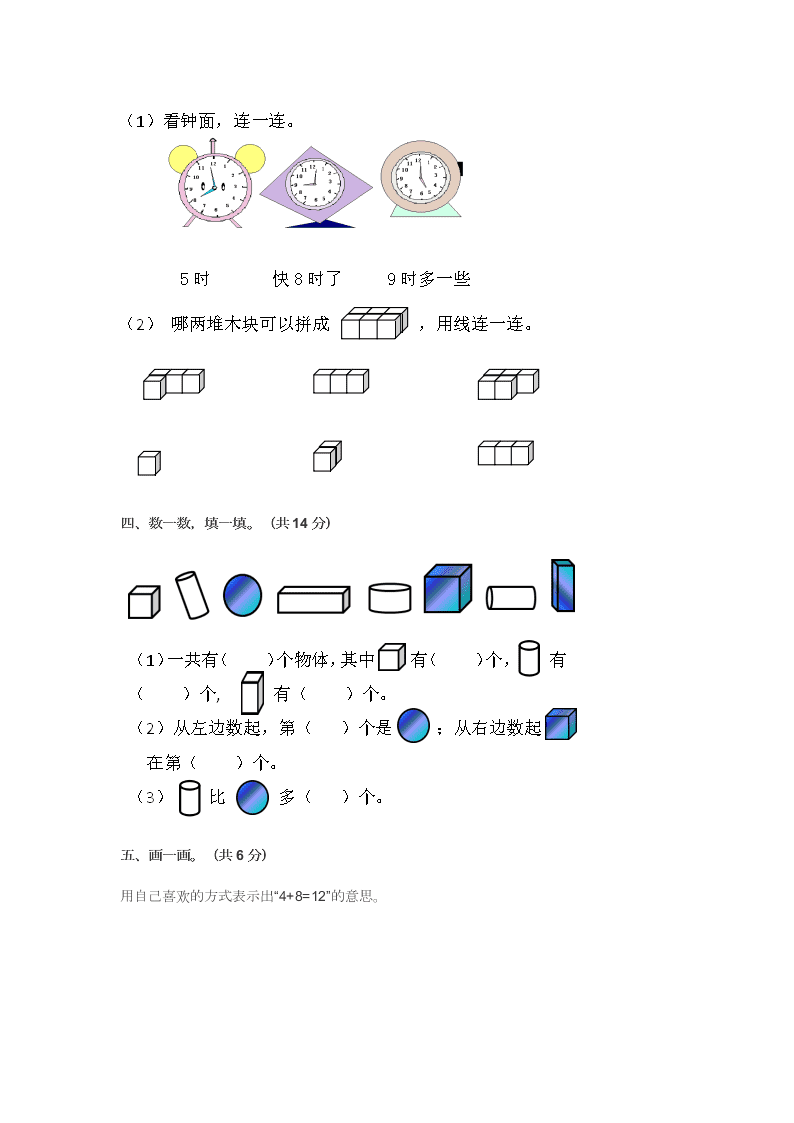 （1）看钟面，连一连。
5时 快8时了 9时多一些
（2） 哪两堆木块可以拼成 ，用线连一连。
四、数一数，填一填。（共14分）
（1）一共有（ ）个物体，其中 有（ ）个， 有
（ ）个， 有（ ）个。
（2）从左边数起，第（ ）个是 ；从右边数起
在第（ ）个。
（3） 比 多（ ）个。
五、画一画。（共6分）
用自己喜欢的方式表示出“4+8=12”的意思。